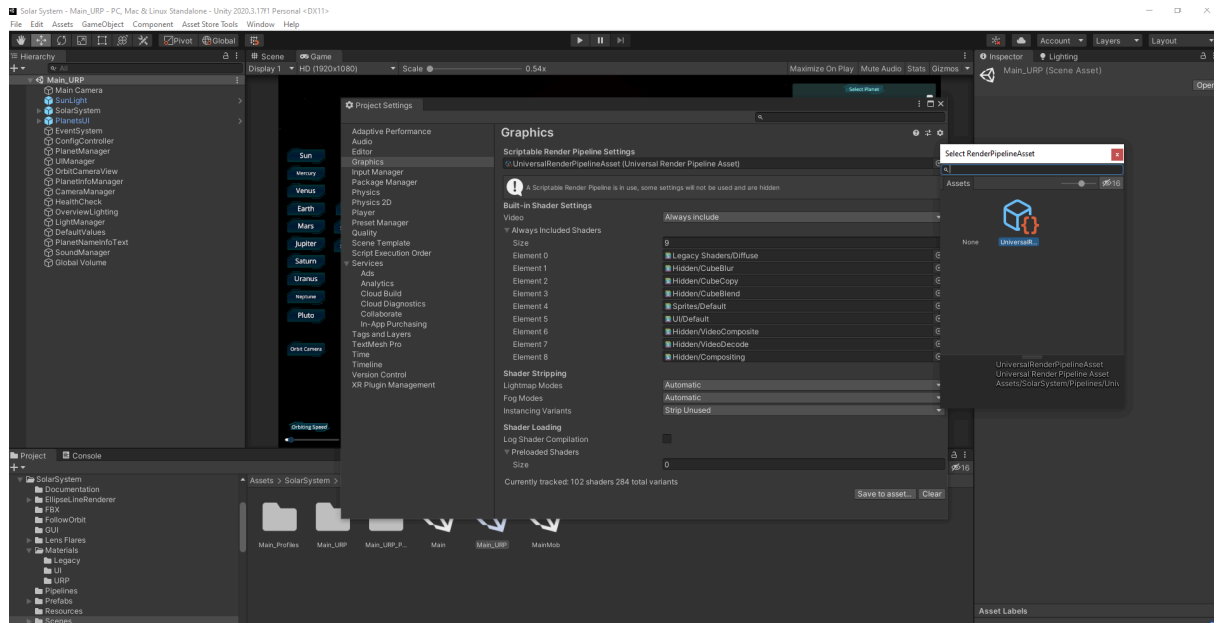 Solar System - Main_URP - PC, Mac & Linux Standalone - Unity 2020.3.17f1 Personal <DX11>
File Edit Assets GameObject Component Asset Store Tools Window Help
Pivot Global Account Layers Layout
Hierarchy
All
Main_URP
Main Camera
SunLight
SolarSystem
PlanetsUI
EventSystem
ConfigController
PlanetManager
UIManager
OrbitCameraView
PlanetInfoManager
CameraManager
HealthCheck
OverviewLighting
LightManager
DefaultValues
PlanetNameInfoText
SoundManager
Global Volume
Scene Game
Display 1 HD (1920x1080) Scale 0.54x Maximize On Play Mute Audio Stats Gizmos
Select Planet
Sun
Mercury
Venus
Earth
Mars
Jupiter
Saturn
Uranus
Neptune
Pluto
Orbit Camera
Orbiting Speed
Project Settings
Adaptive Performance
Audio
Editor
Graphics
Input Manager
Package Manager
Physics
Physics 2D
Player
Preset Manager
Quality
Scene Template
Script Execution Order
Services
Ads
Analytics
Cloud Build
Cloud Diagnostics
Collaborate
In-App Purchasing
Tags and Layers
TextMesh Pro
Time
Timeline
Version Control
XR Plugin Management
Graphics
Scriptable Render Pipeline Settings
UniversalRenderPipelineAsset (Universal Render Pipeline Asset)
A Scriptable Render Pipeline is in use, some settings will not be used and are hidden
Built-in Shader Settings
Video Always include
Always Included Shaders
Size 9
Element 0 Legacy Shaders/Diffuse
Element 1 Hidden/CubeBlur
Element 2 Hidden/CubeCopy
Element 3 Hidden/CubeBlend
Element 4 Sprites/Default
Element 5 UI/Default
Element 6 Hidden/VideoComposite
Element 7 Hidden/VideoDecode
Element 8 Hidden/Compositing
Shader Stripping
Lightmap Modes Automatic
Fog Modes Automatic
Instancing Variants Strip Unused
Shader Loading
Log Shader Compilation
Preloaded Shaders
Size 0
Currently tracked: 102 shaders 284 total variants
Save to asset... Clear
Inspector Lighting
Main_URP (Scene Asset)
Open
Select RenderPipelineAsset
Assets 16
None UniversalR...
UniversalRenderPipelineAsset
Universal Render Pipeline Asset
Assets/SolarSystem/Pipelines/Univ
Asset Labels
Project Console
16
SolarSystem
Documentation
EllipseLineRenderer
FBX
FollowOrbit
GUI
Lens Flares
Materials
Legacy
UI
URP
Pipelines
Prefabs
Resources
Scenes
Assets > SolarSystem >
Main_Profiles Main_URP Main_URP_P... Main Main_URP MainMob